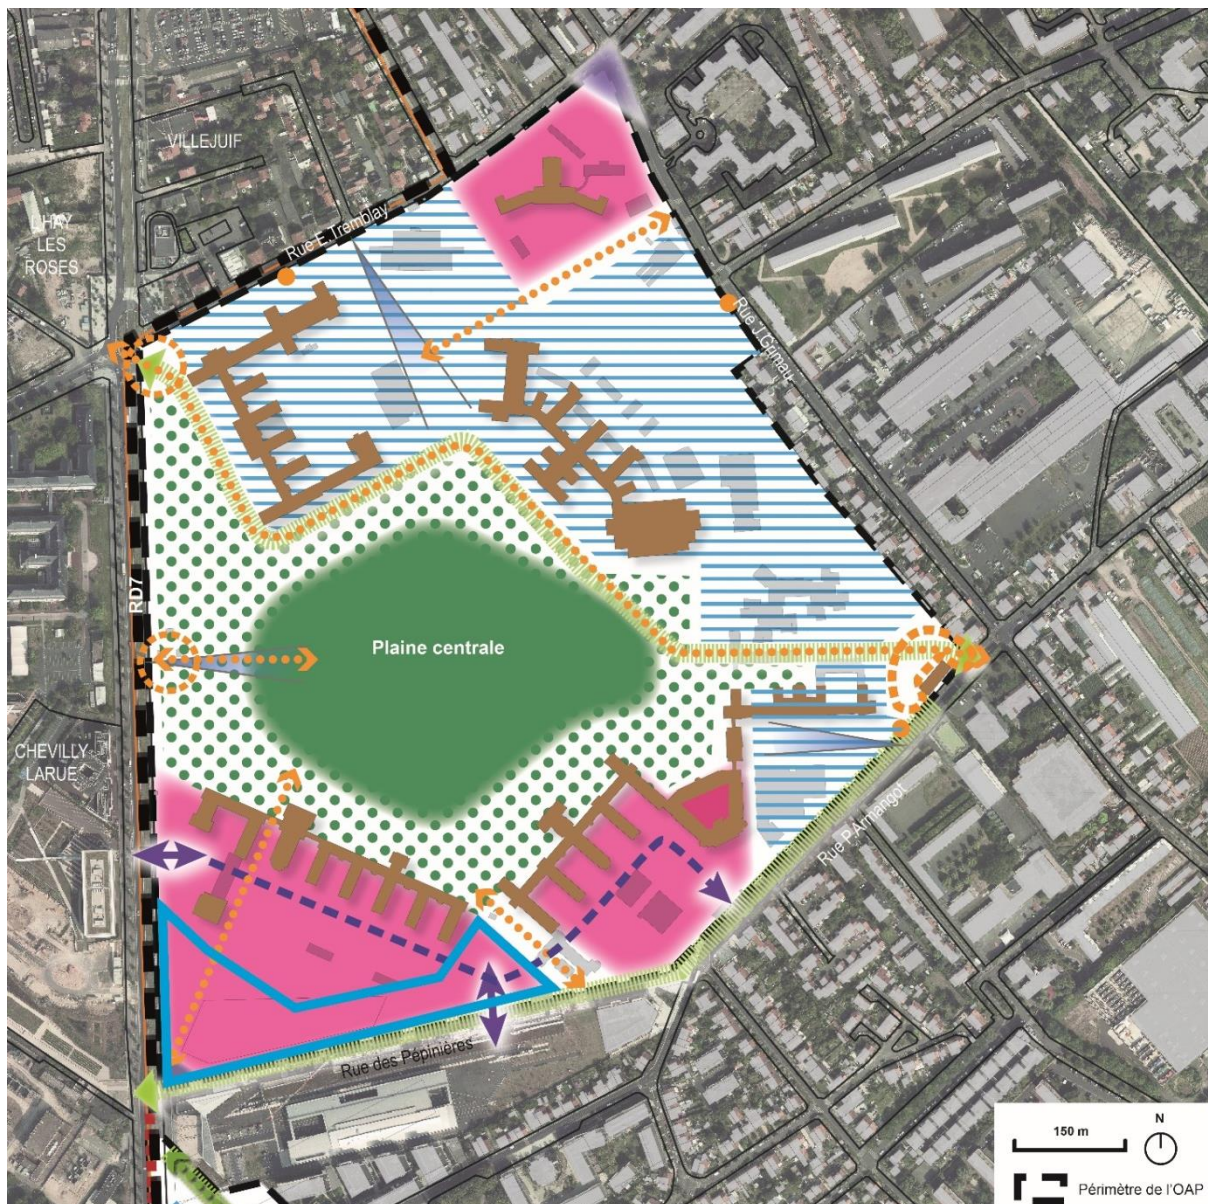 VILLEJUIF
L'HAY
LES
ROSES
Rue E.Tremblay
Rue J.Grimau
RD7
Plaine centrale
CHEVILLY
LARUE
Rue P.Armangot
Rue des Pépinières
150 m
N
Périmètre de l'OAP